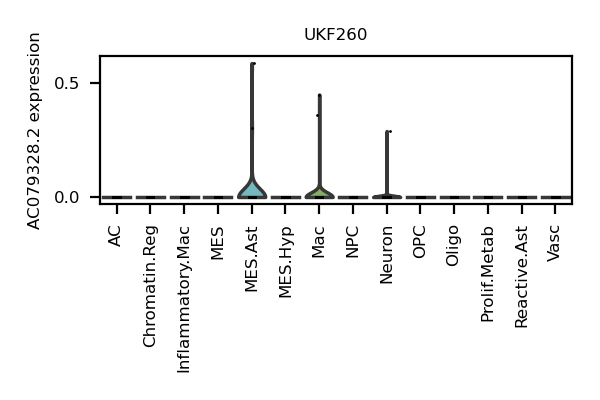 UKF260
AC079328.2 expression
0.5
0.0
AC
Chromatin.Reg
Inflammatory.Mac
MES
MES.Ast
MES.Hyp
Mac
NPC
Neuron
OPC
Oligo
Prolif.Metab
Reactive.Ast
Vasc